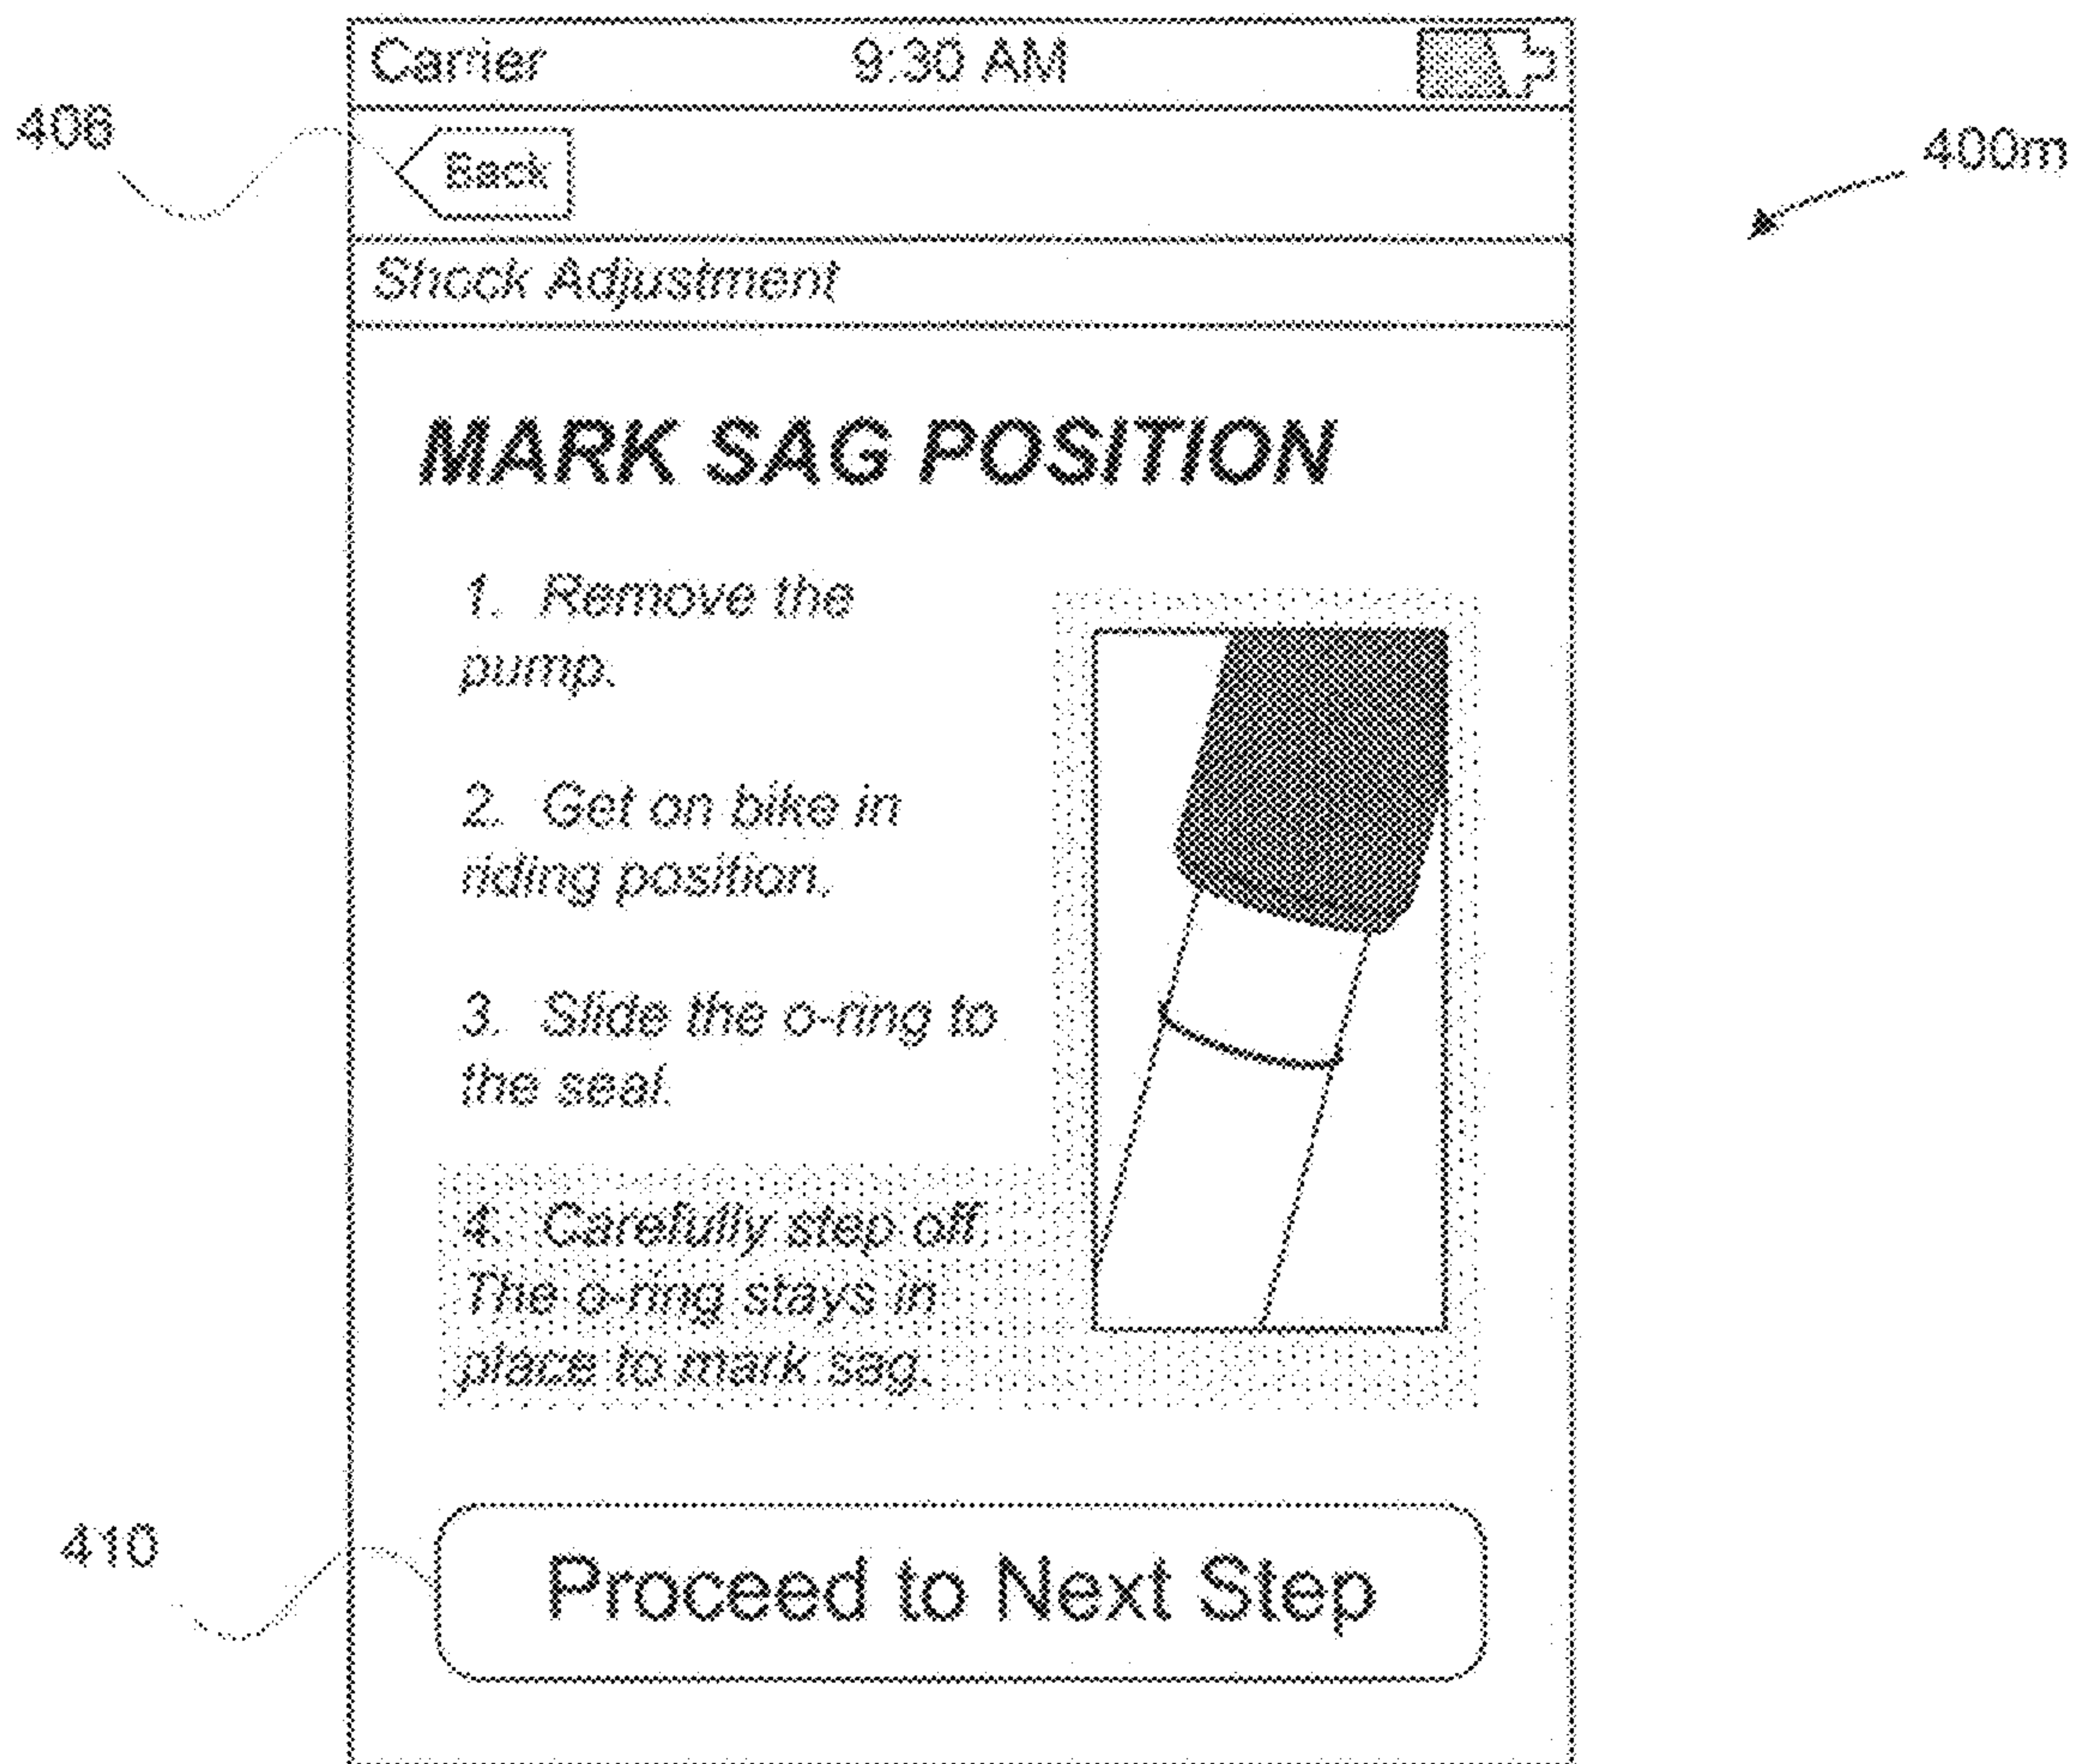 Carrier 9:30 AM
406
400m
Back
Shock Adjustment
MARK SAG POSITION
1. Remove the
pump.
2. Get on bike in
riding position.
3. Slide the o-ring to
the seal.
4. Carefully step off.
The o-ring stays in
place to mark sag.
410
Proceed to Next Step